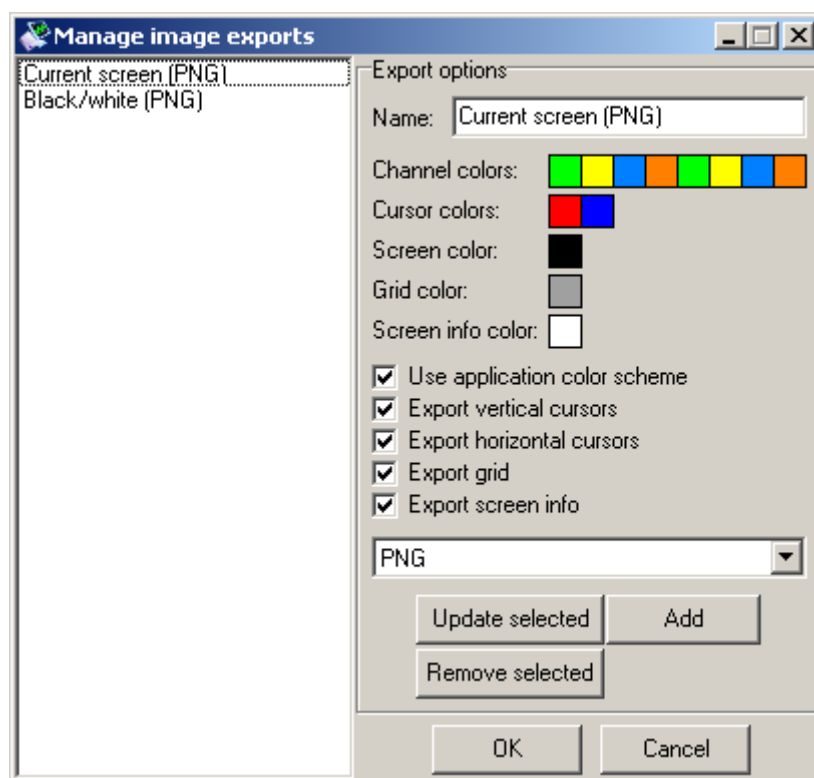 Manage image exports
Current screen (PNG)
Black/white (PNG)
Export options
Name: Current screen (PNG)
Channel colors:
Cursor colors:
Screen color:
Grid color:
Screen info color:
Use application color scheme
Export vertical cursors
Export horizontal cursors
Export grid
Export screen info
PNG
Update selected Add
Remove selected
OK Cancel